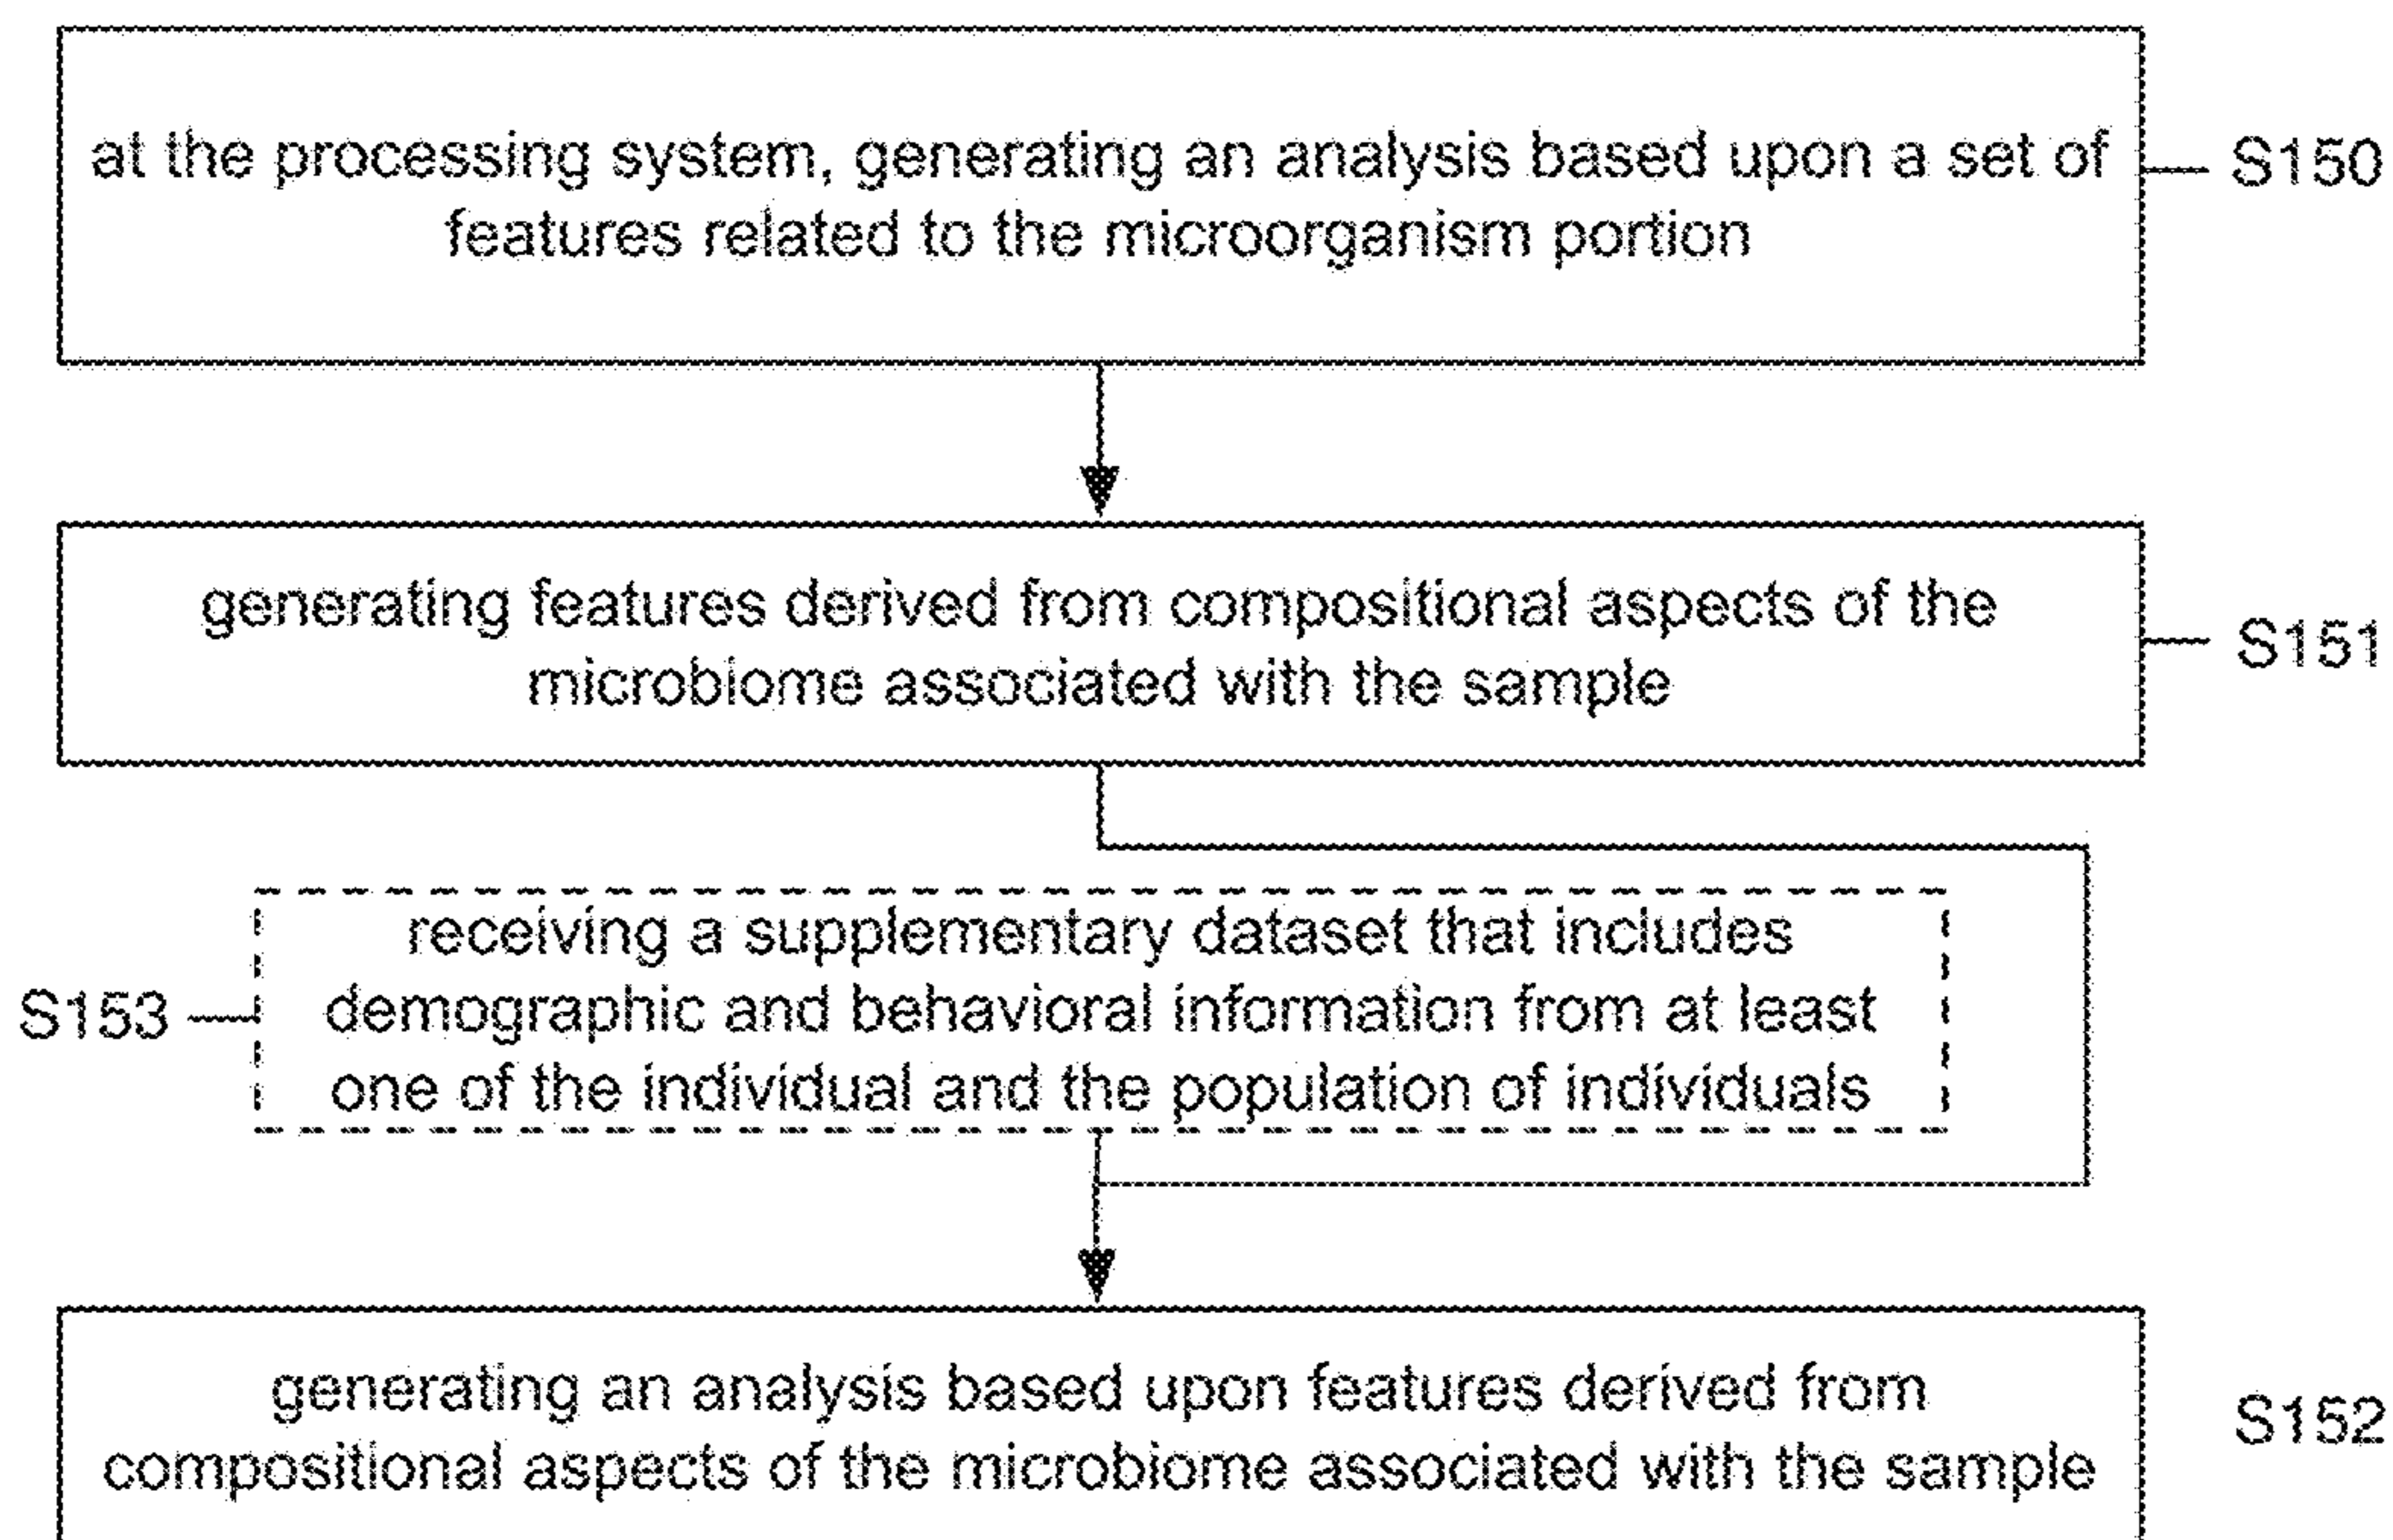 at the processing system, generating an analysis based upon a set of
features related to the microorganism portion
S150
generating features derived from compositional aspects of the
microbiome associated with the sample
S151
receiving a supplementary dataset that includes
demographic and behavioral information from at least
one of the individual and the population of individuals
S153
generating an analysis based upon features derived from
compositional aspects of the microbiome associated with the sample
S152